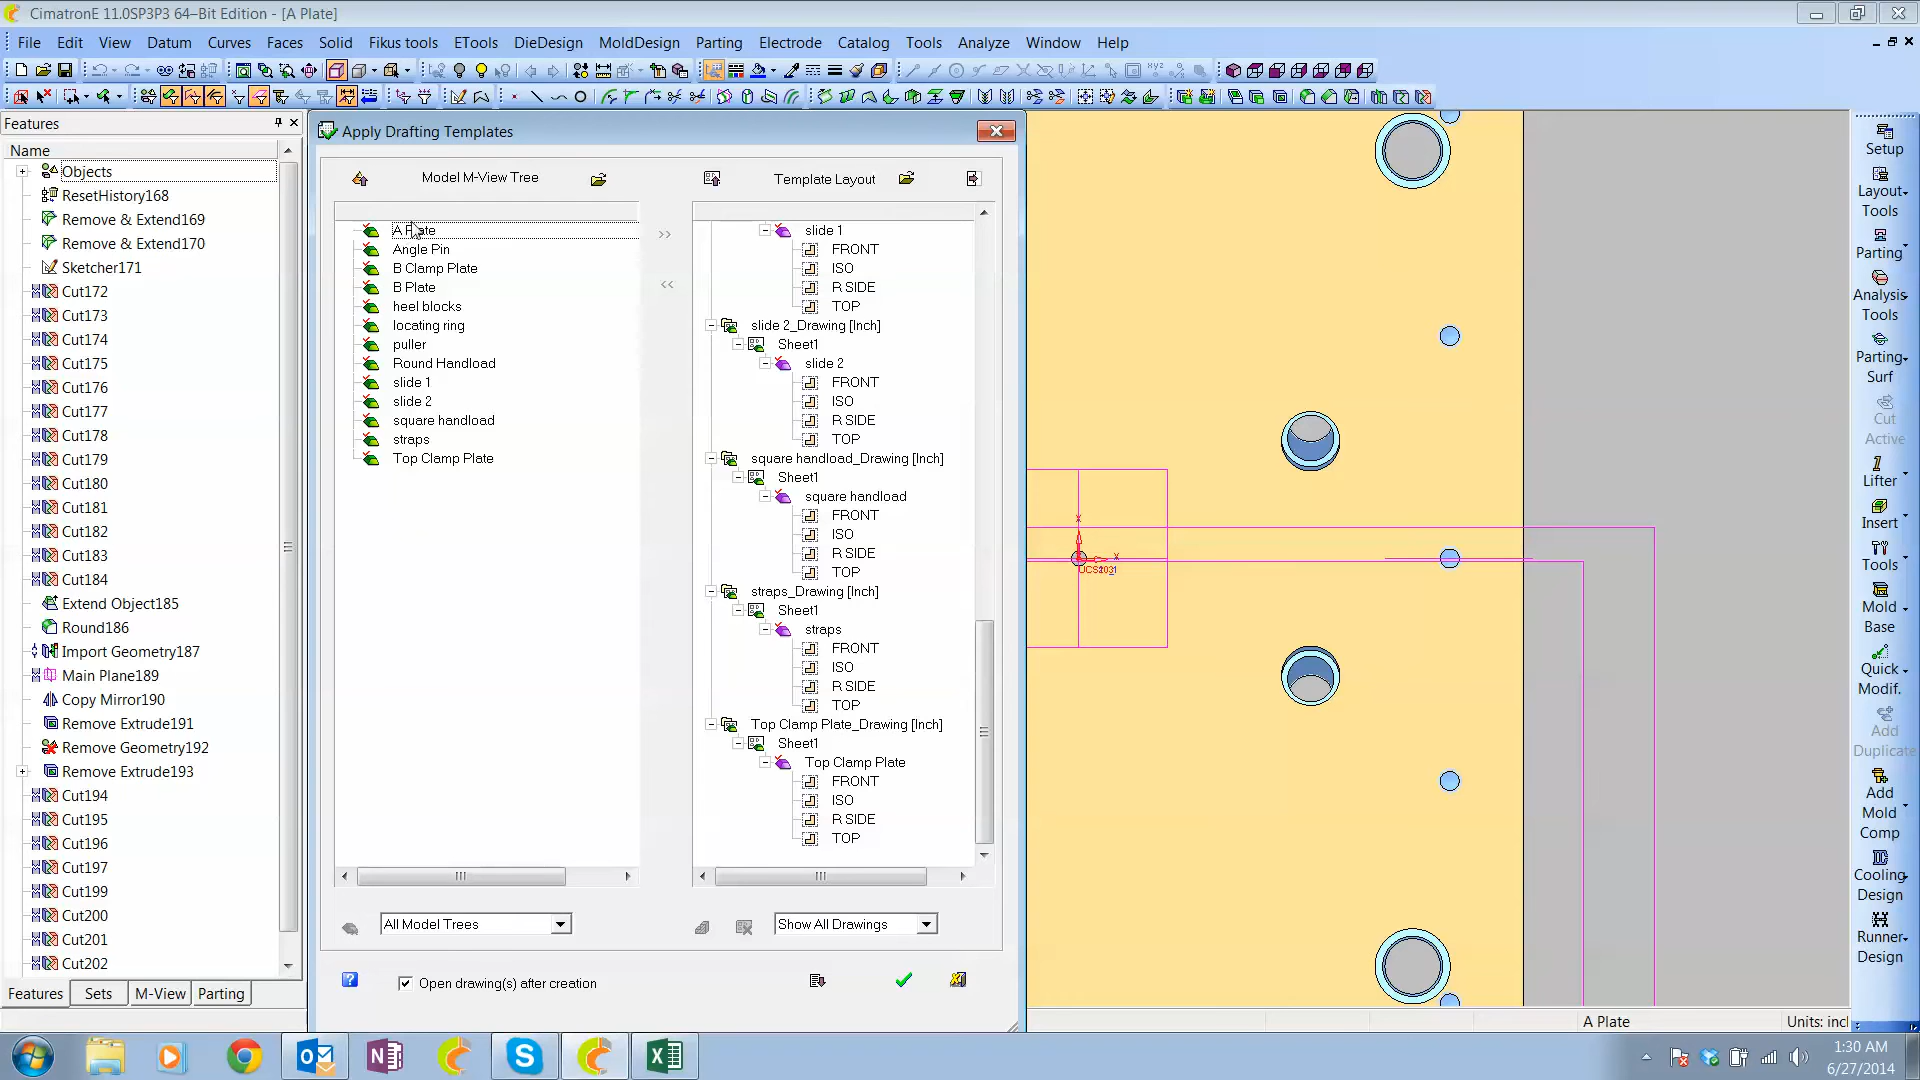 CimatronE 11.0SP3P3 64-Bit Edition - [A Plate]
File Edit View Datum Curves Faces Solid Fikus tools ETools DieDesign MoldDesign Parting Electrode Catalog Tools Analyze Window Help
Features
Name
Objects
ResetHistory168
Remove & Extend169
Remove & Extend170
Sketcher171
Cut172
Cut173
Cut174
Cut175
Cut176
Cut177
Cut178
Cut179
Cut180
Cut181
Cut182
Cut183
Cut184
Extend Object185
Round186
Import Geometry187
Main Plane189
Copy Mirror190
Remove Extrude191
Remove Geometry192
Remove Extrude193
Cut194
Cut195
Cut196
Cut197
Cut199
Cut200
Cut201
Cut202
Features Sets M-View Parting
Apply Drafting Templates
Model M-View Tree
Template Layout
A Plate
Angle Pin
B Clamp Plate
B Plate
heel blocks
locating ring
puller
Round Handload
slide 1
slide 2
square handload
straps
Top Clamp Plate
>>
<<
slide 1
FRONT
ISO
R SIDE
TOP
slide 2_Drawing [Inch]
Sheet1
slide 2
FRONT
ISO
R SIDE
TOP
square handload_Drawing [Inch]
Sheet1
square handload
FRONT
ISO
R SIDE
TOP
straps_Drawing [Inch]
Sheet1
straps
FRONT
ISO
R SIDE
TOP
Top Clamp Plate_Drawing [Inch]
Sheet1
Top Clamp Plate
FRONT
ISO
R SIDE
TOP
All Model Trees
Show All Drawings
Open drawing(s) after creation
X
X
Setup
Layout
Tools
Parting
Analysis
Tools
Parting
Surf
Cut
Active
Lifter
Insert
Tools
Mold
Base
Quick
Modif.
Add
Duplicate
Add
Mold
Comp
Cooling
Design
Runner
Design
A Plate
Units: incl
1:30 AM
6/27/2014